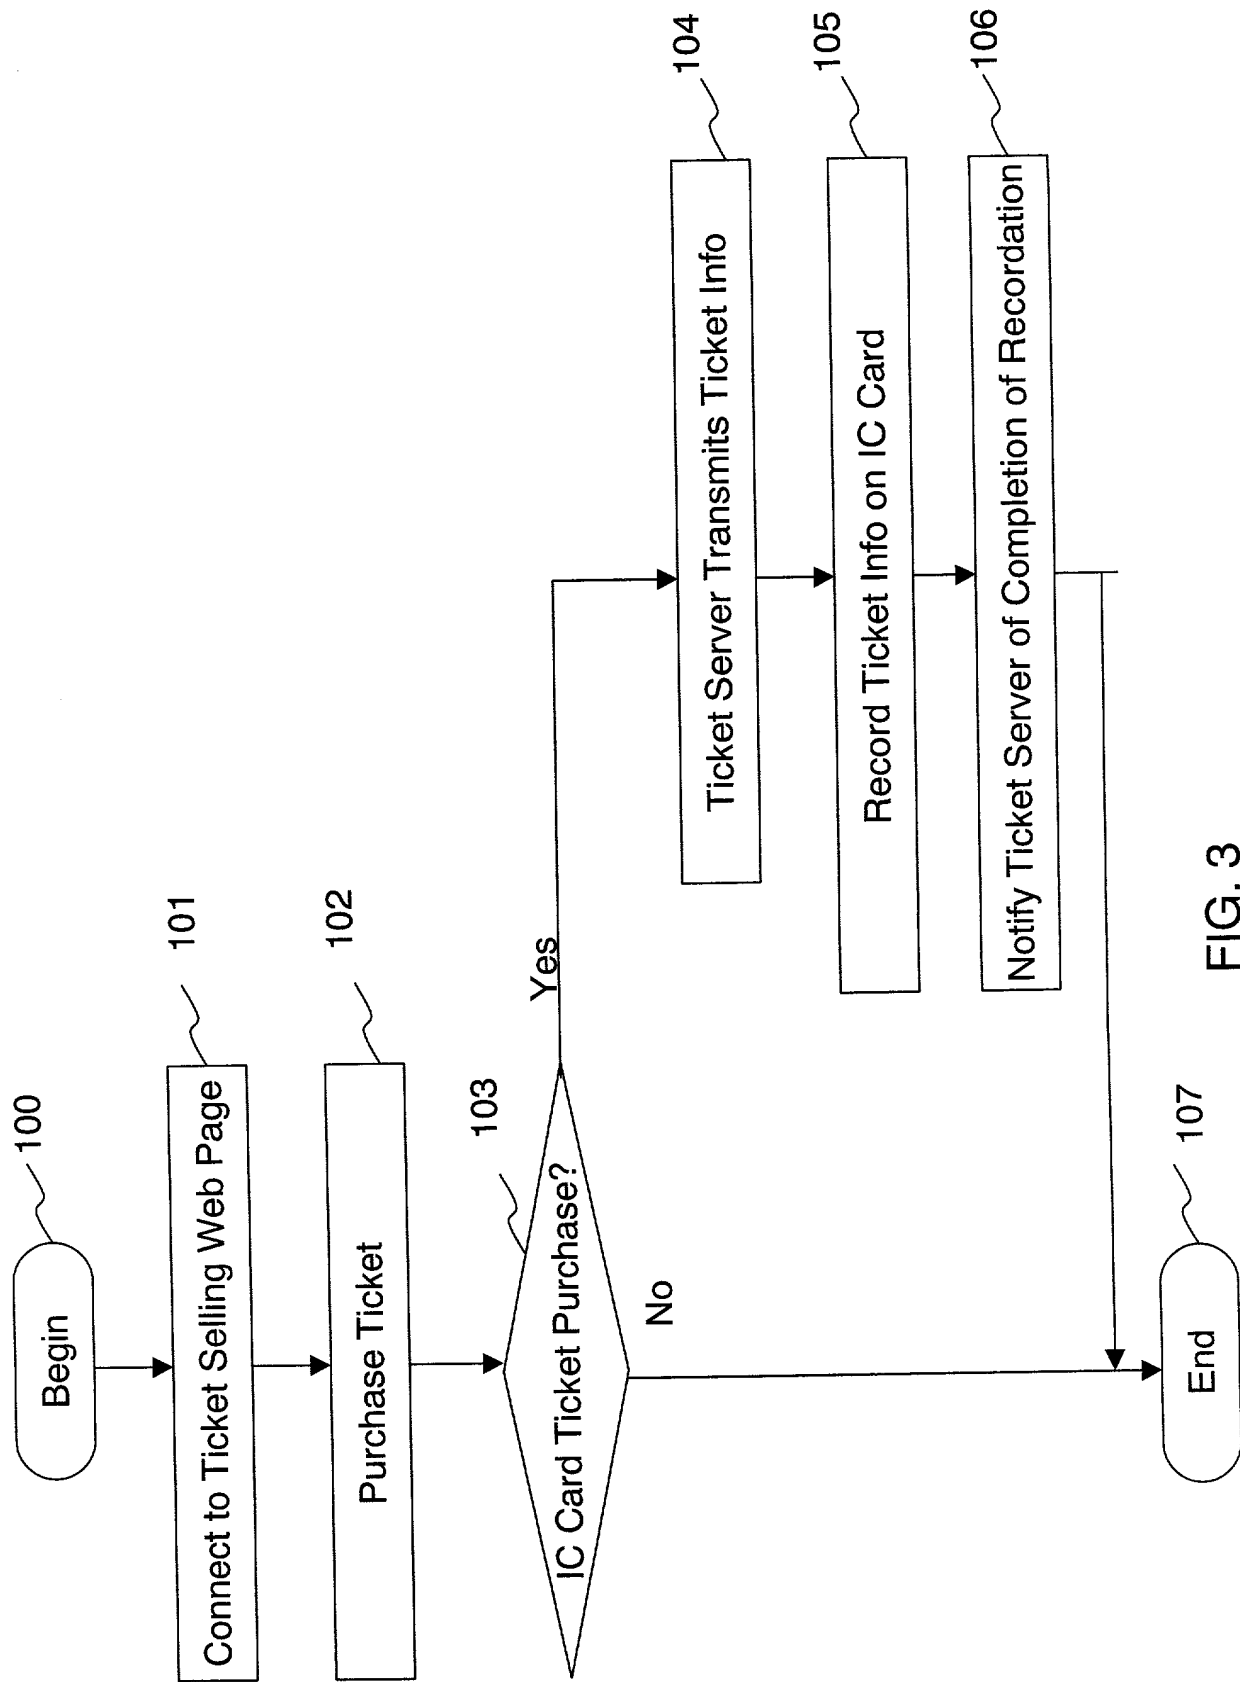 Begin
100
Connect to Ticket Selling Web Page
101
Purchase Ticket
102
IC Card Ticket Purchase?
103
Yes
No
Ticket Server Transmits Ticket Info
104
Record Ticket Info on IC Card
105
Notify Ticket Server of Completion of Recordation
106
End
107
FIG. 3